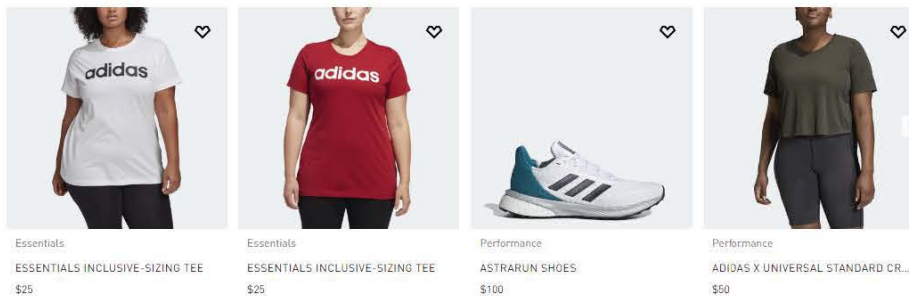 adidas
adidas
Essentials
ESSENTIALS INCLUSIVE-SIZING TEE
$25
Essentials
ESSENTIALS INCLUSIVE-SIZING TEE
$25
Performance
ASTRARUN SHOES
$100
Performance
ADIDAS X UNIVERSAL STANDARD CR...
$50